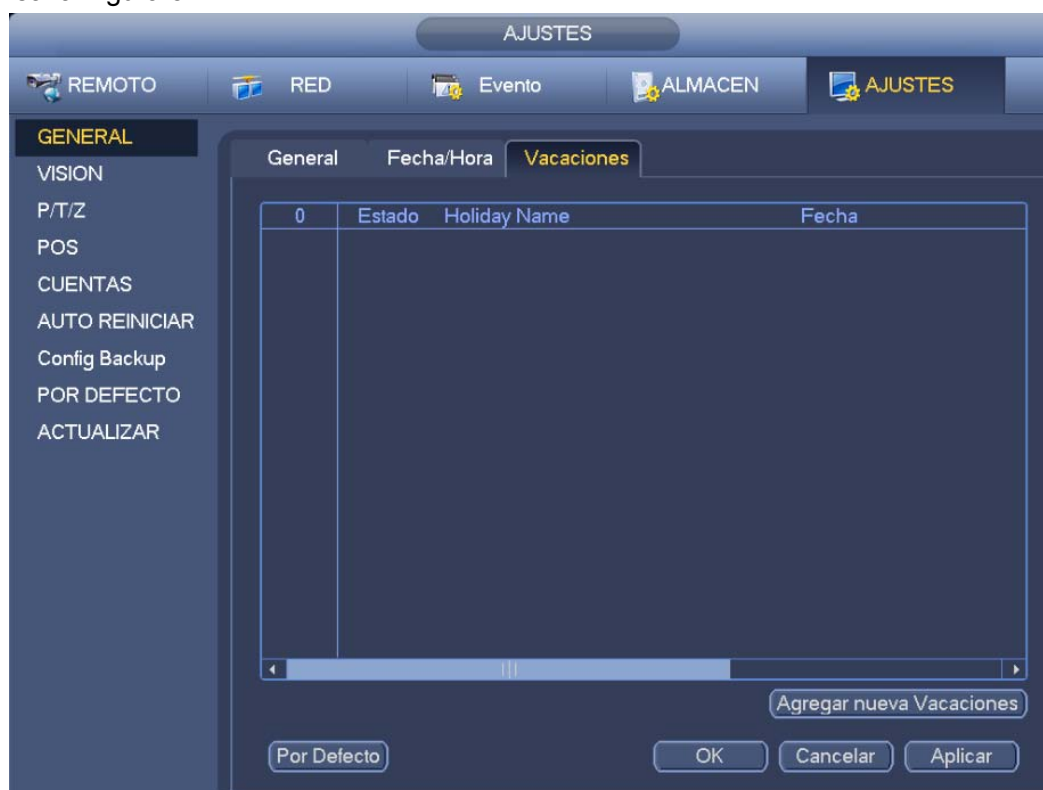 AJUSTES
REMOTO RED Evento ALMACEN AJUSTES
GENERAL
VISION
P/T/Z
POS
CUENTAS
AUTO REINICIAR
Config Backup
POR DEFECTO
ACTUALIZAR
General Fecha/Hora Vacaciones
0 Estado Holiday Name Fecha
Agregar nueva Vacaciones
Por Defecto OK Cancelar Aplicar